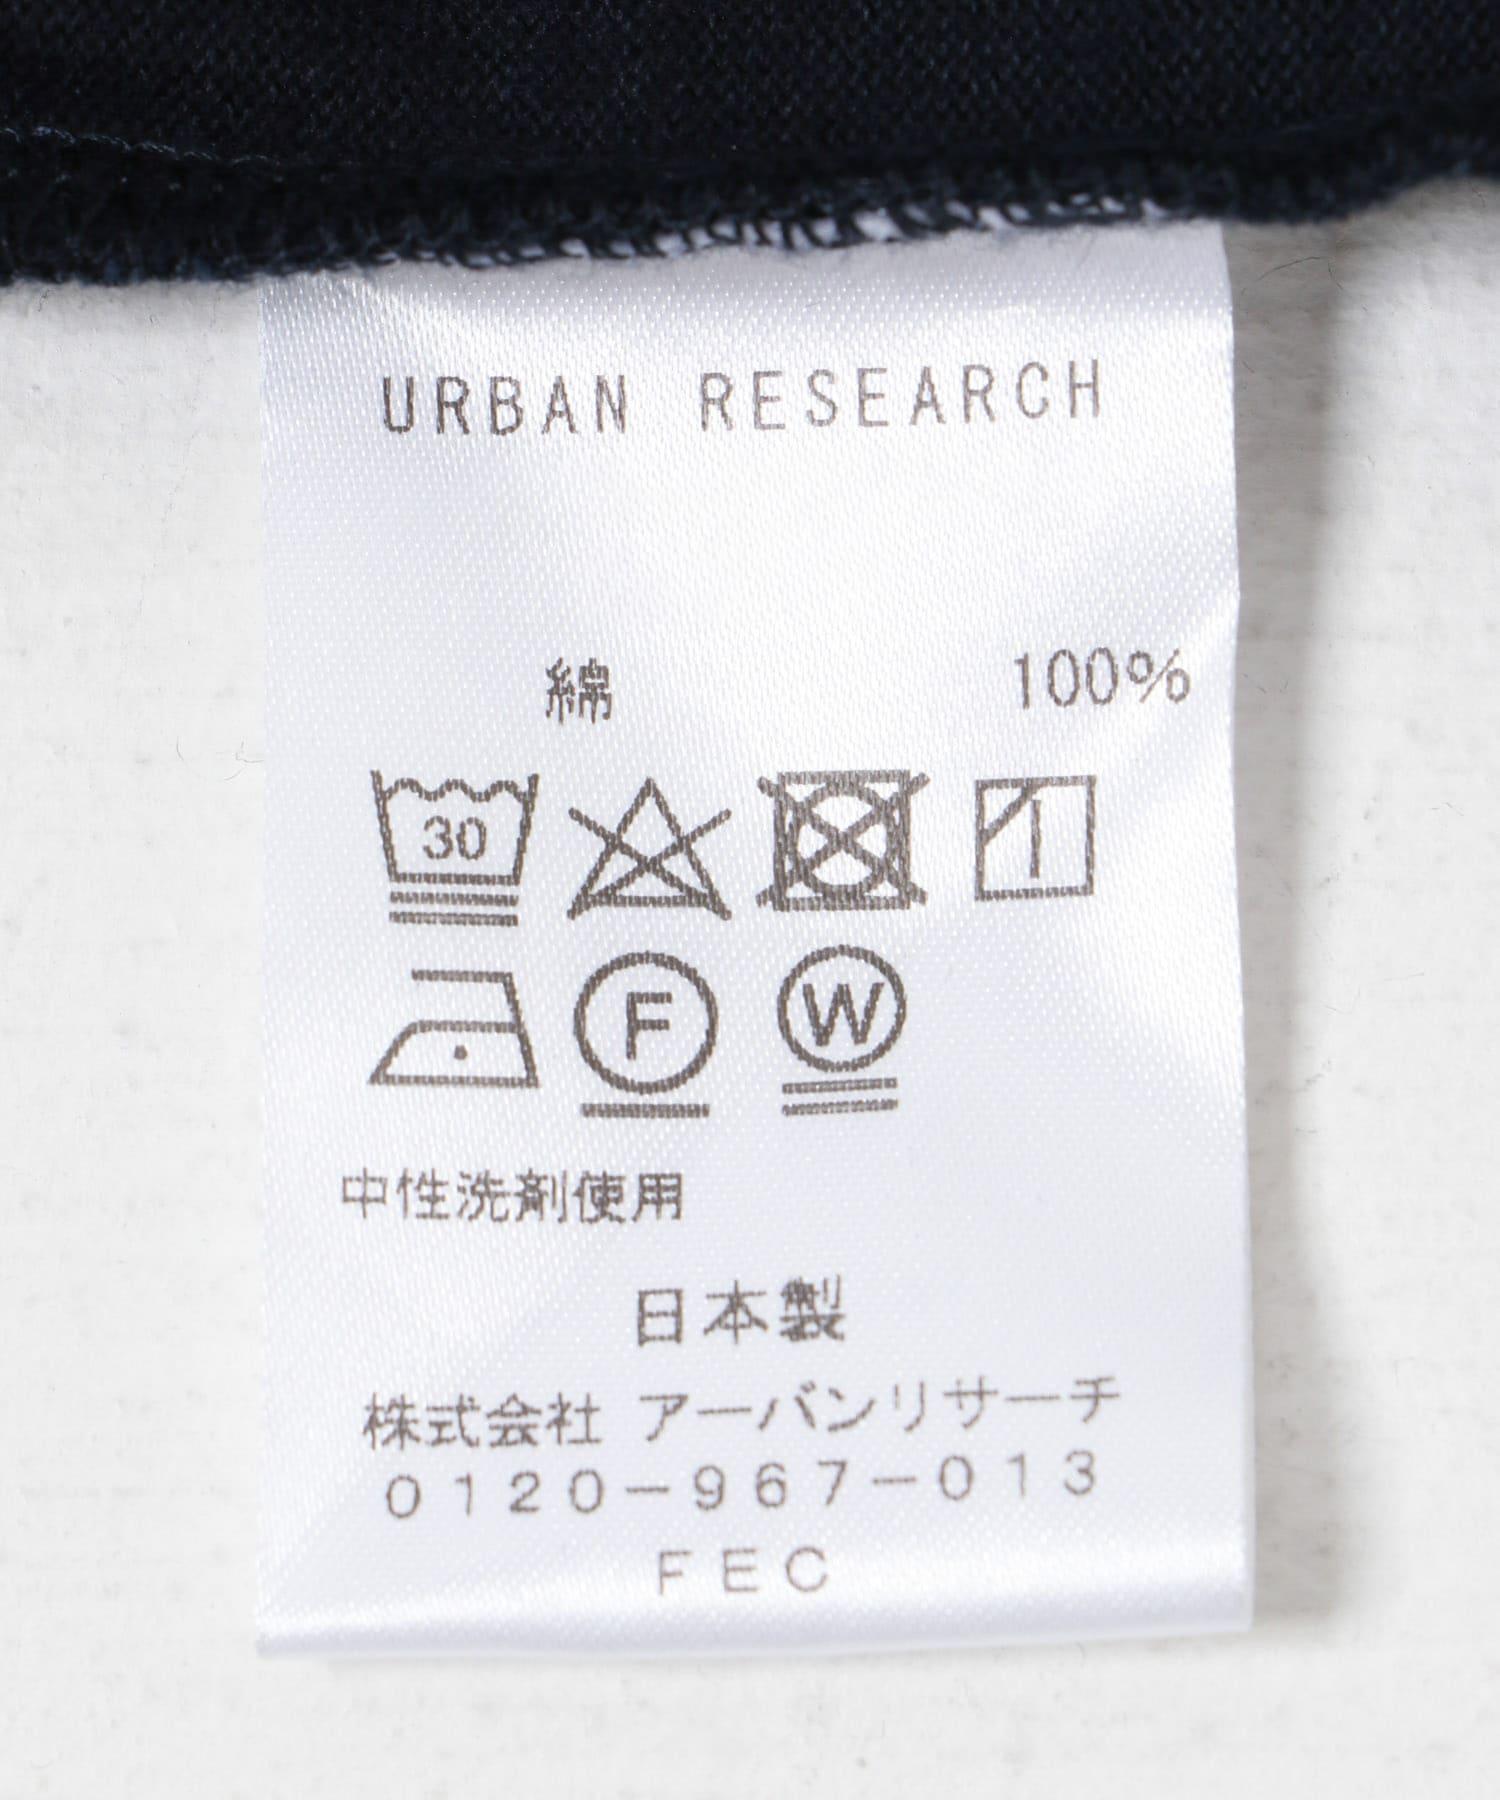 URBAN RESEARCH
綿 100%
30
F W
中性洗剤使用
日本製
株式会社 アーバンリサーチ
0120-967-013
FEC